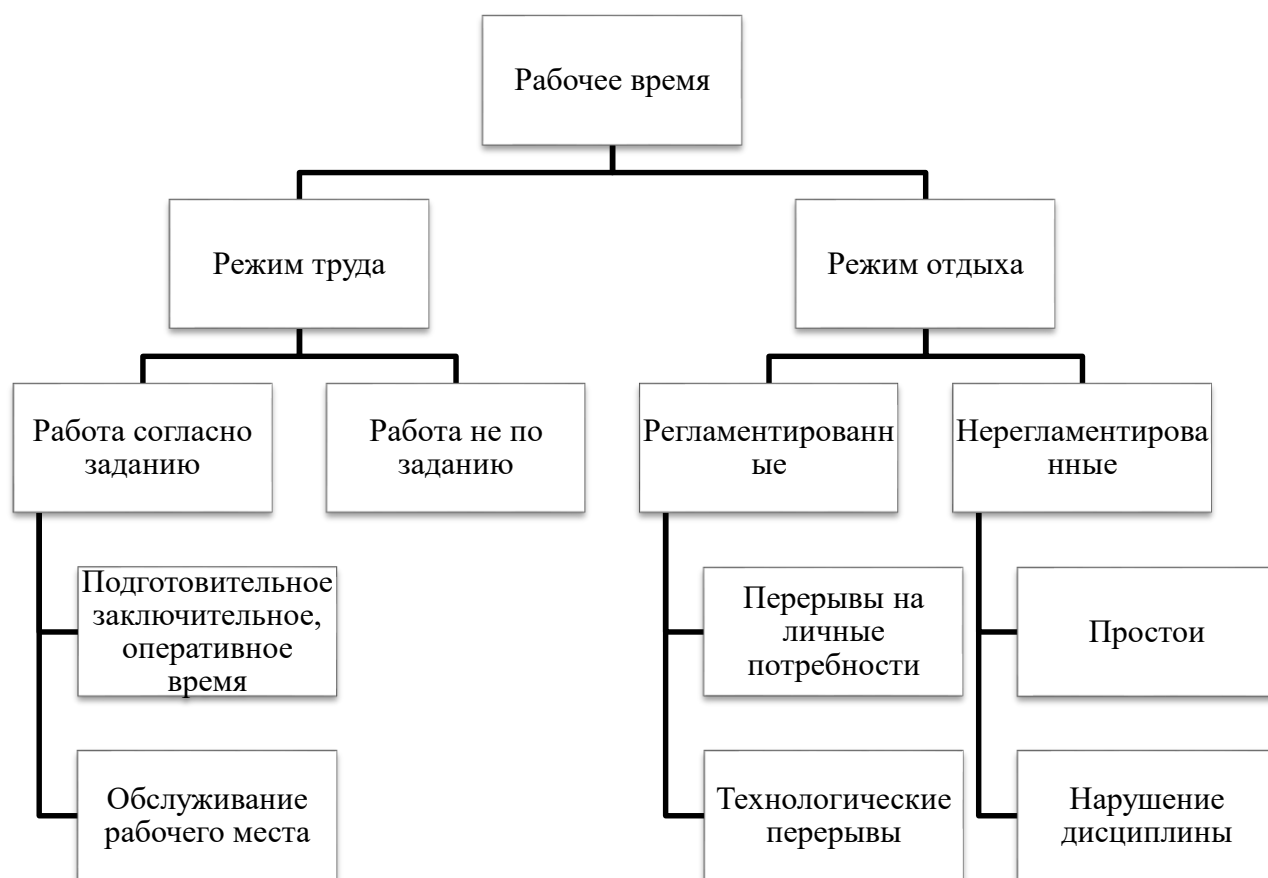 Рабочее время
Режим труда
Режим отдыха
Работа согласно
заданию
Работа не по
заданию
Регламентированн
ые
Нерегламентирова
нные
Подготовительное
заключительное,
оперативное
время
Перерывы на
личные
потребности
Простои
Обслуживание
рабочего места
Технологические
перерывы
Нарушение
дисциплины